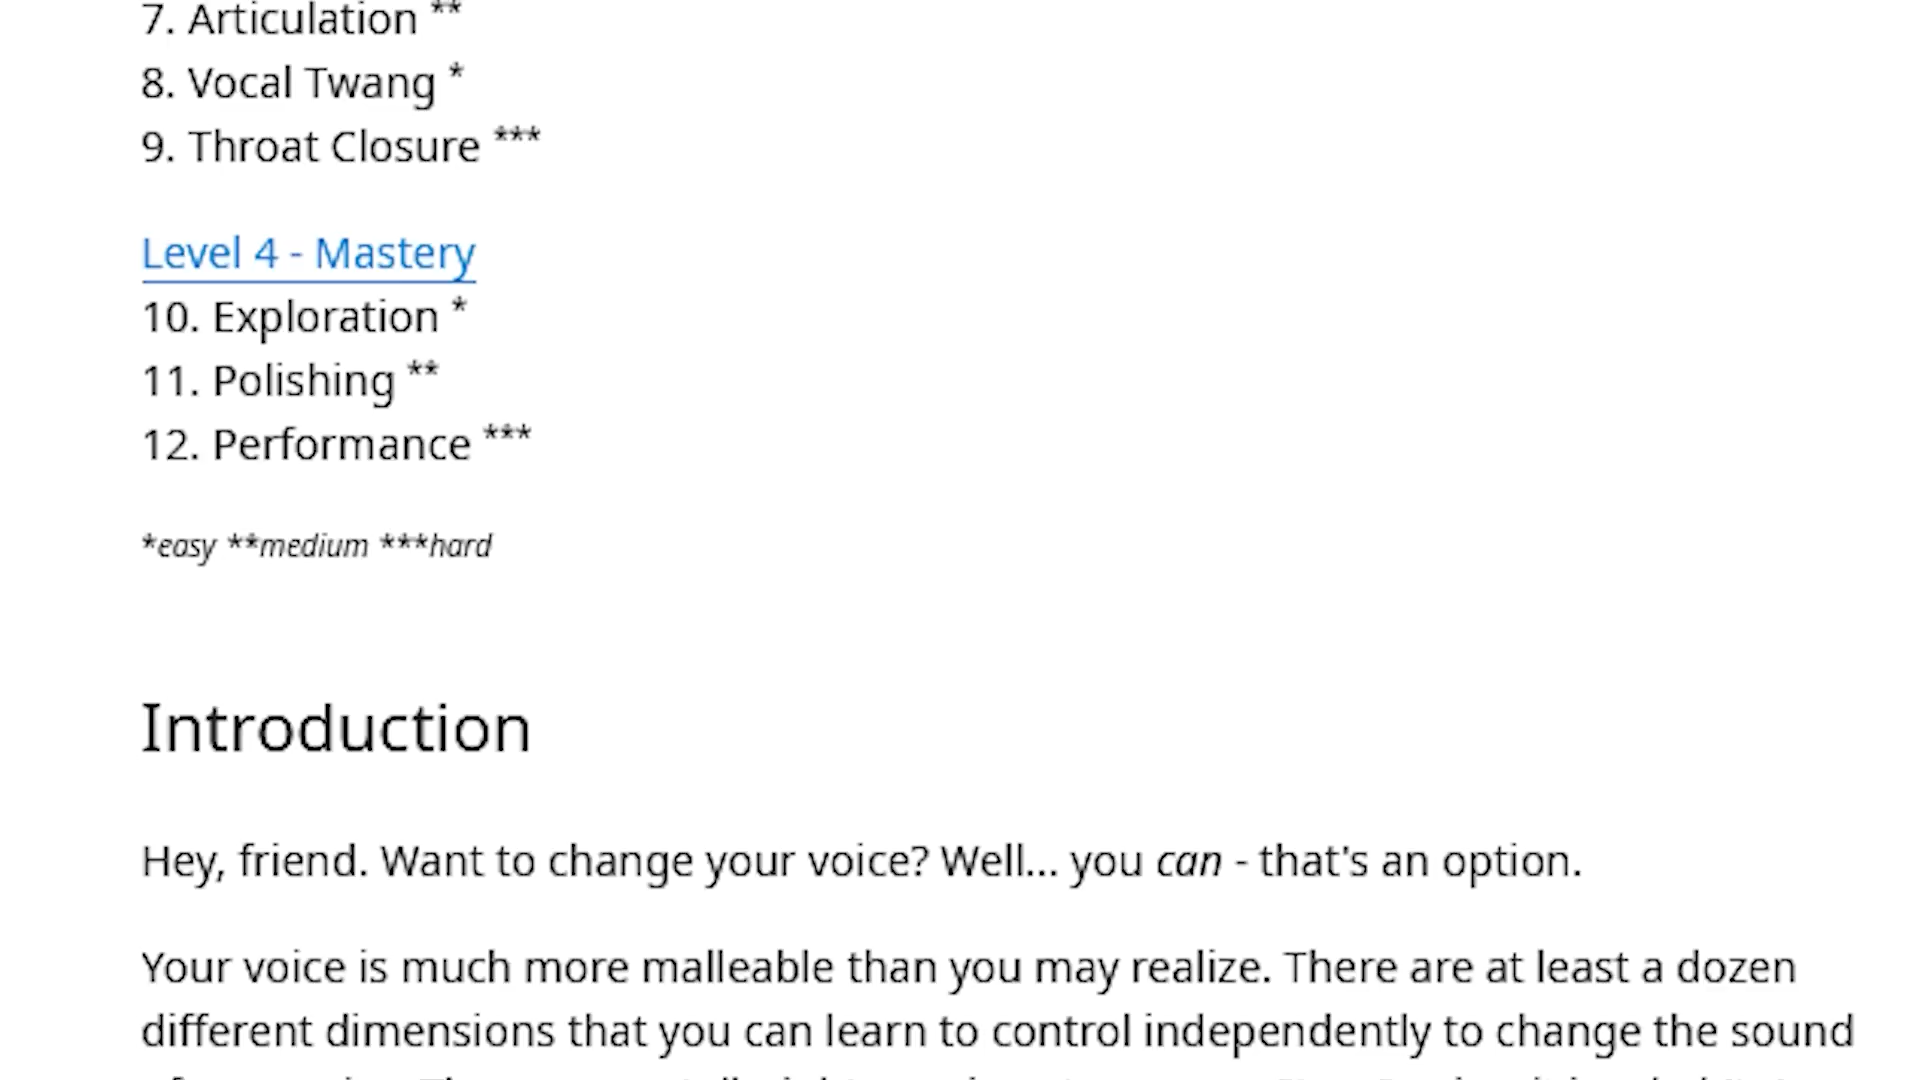 7. Articulation **
8. Vocal Twang *
9. Throat Closure ***
Level 4 - Mastery
10. Exploration *
11. Polishing **
12. Performance ***
*easy **medium ***hard
Introduction
Hey, friend. Want to change your voice? Well... you can - that's an option.
Your voice is much more malleable than you may realize. There are at least a dozen
different dimensions that you can learn to control independently to change the sound